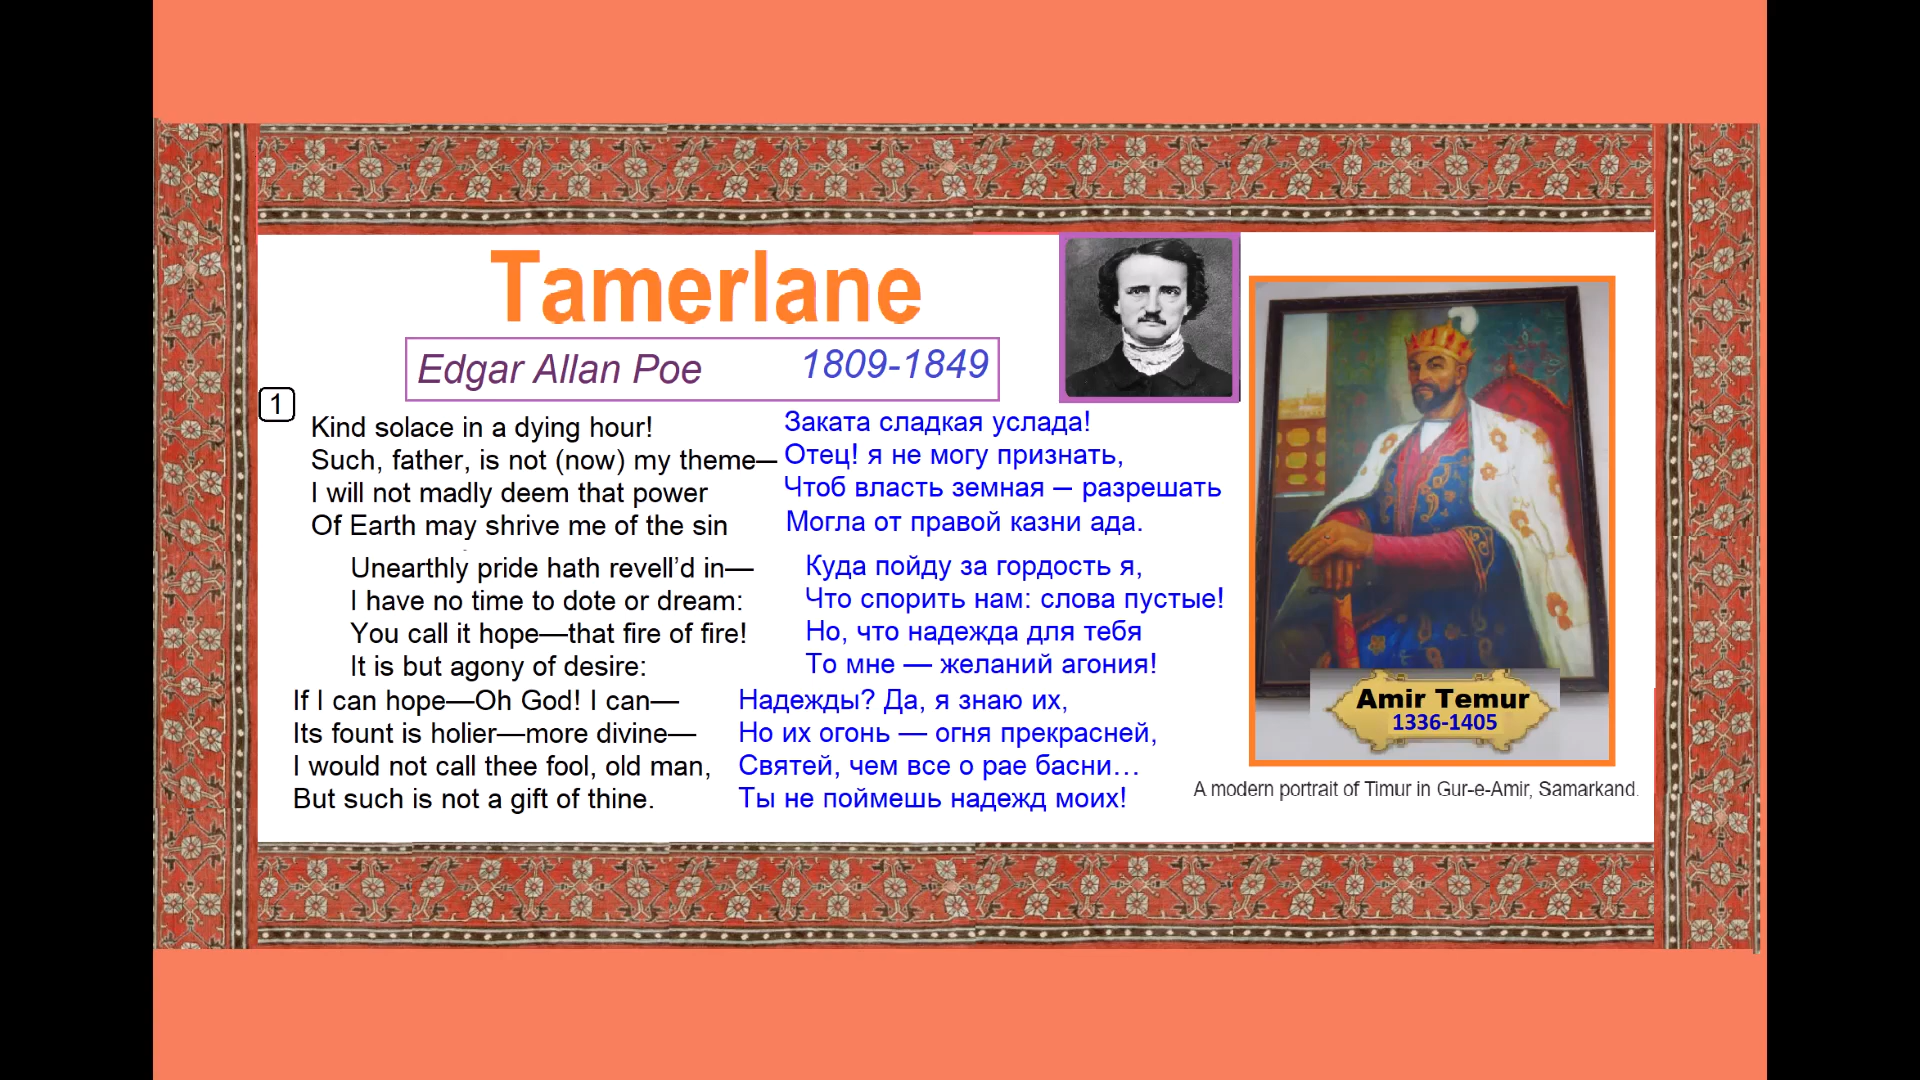 Tamerlane
Edgar Allan Poe 1809-1849
1
Kind solace in a dying hour!
Such, father, is not (now) my theme—
I will not madly deem that power
Of Earth may shrive me of the sin
Unearthly pride hath revell’d in—
I have no time to dote or dream:
You call it hope—that fire of fire!
It is but agony of desire:
If I can hope—Oh God! I can—
Its fount is holier—more divine—
I would not call thee fool, old man,
But such is not a gift of thine.
Заката сладкая услада!
Отец! я не могу признать,
Чтоб власть земная – разрешать
Могла от правой казни ада.
Куда пойду за гордость я,
Что спорить нам: слова пустые!
Но, что надежда для тебя
То мне — желаний агония!
Надежды? Да, я знаю их,
Но их огонь — огня прекрасней,
Святей, чем все о рае басни…
Ты не поймешь надежд моих!
Amir Temur
1336-1405
A modern portrait of Timur in Gur-e-Amir, Samarkand.